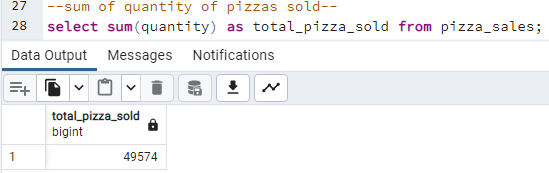 27 --sum of quantity of pizzas sold--
28 select sum(quantity) as total_pizza_sold from pizza_sales;
Data Output Messages Notifications
total_pizza_sold
bigint
1 49574